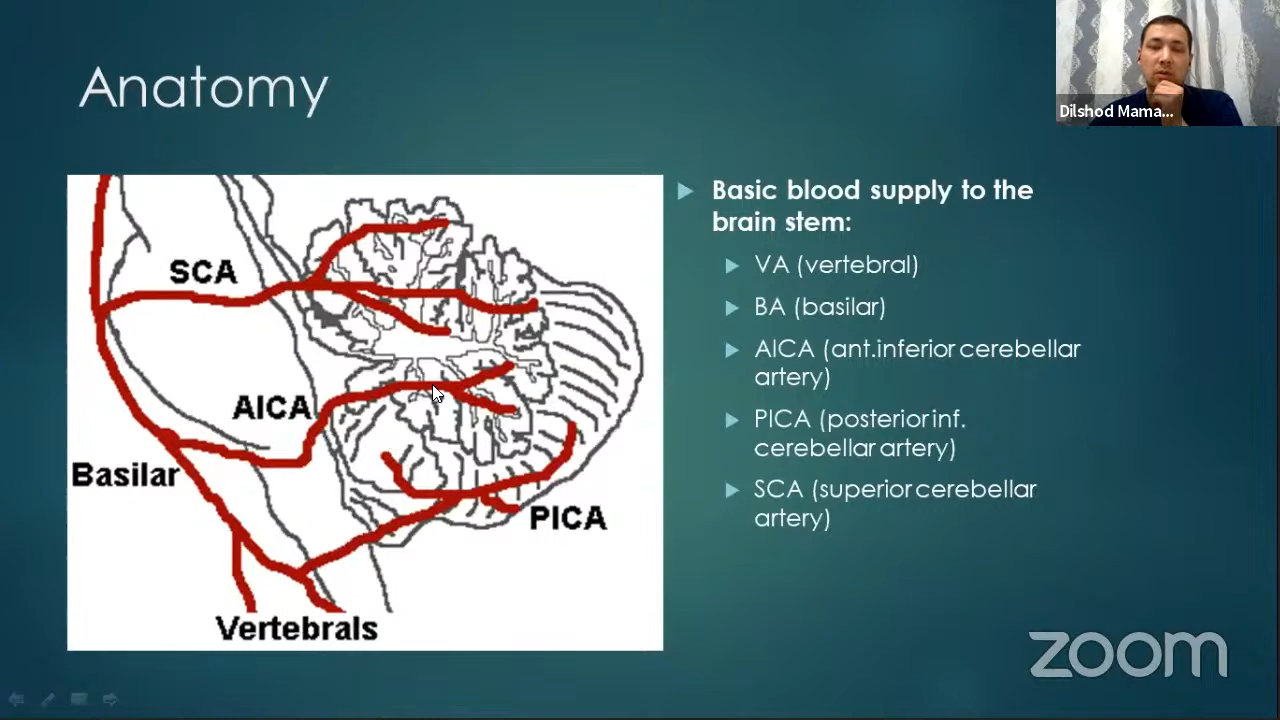 Anatomy
Dilshod Mama...
SCA
AICA
Basilar
PICA
Vertebrals
Basic blood supply to the
brain stem:
VA (vertebral)
BA (basilar)
AICA (ant.inferior cerebellar
artery)
PICA (posterior inf.
cerebellar artery)
SCA (superior cerebellar
artery)
zoom